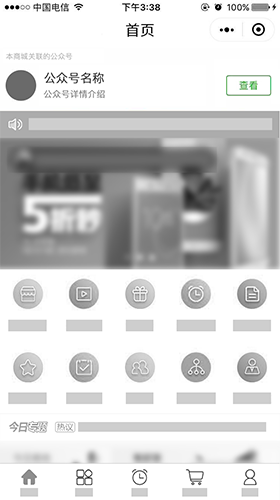 中国电信 下午3:38 100%
首页
本商城关联的公众号
公众号名称
公众号详情介绍
查看
5折
今日专题 热议